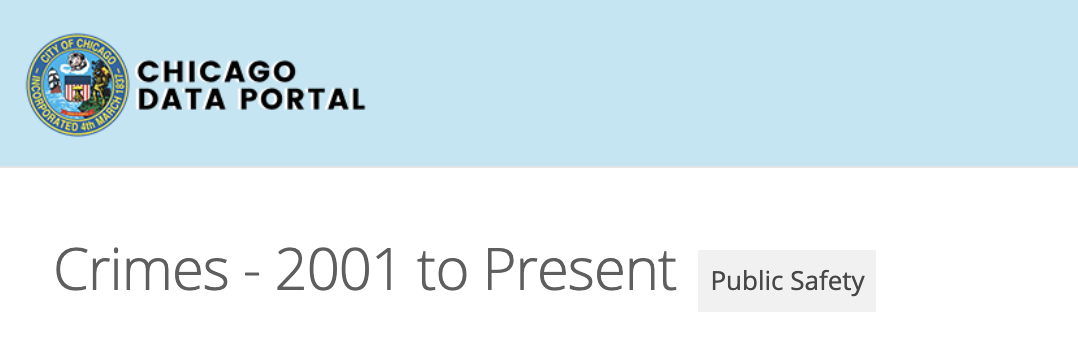 CITY OF CHICAGO
INCORPORATED 4th MARCH 1837
CHICAGO
DATA PORTAL
Crimes - 2001 to Present
Public Safety